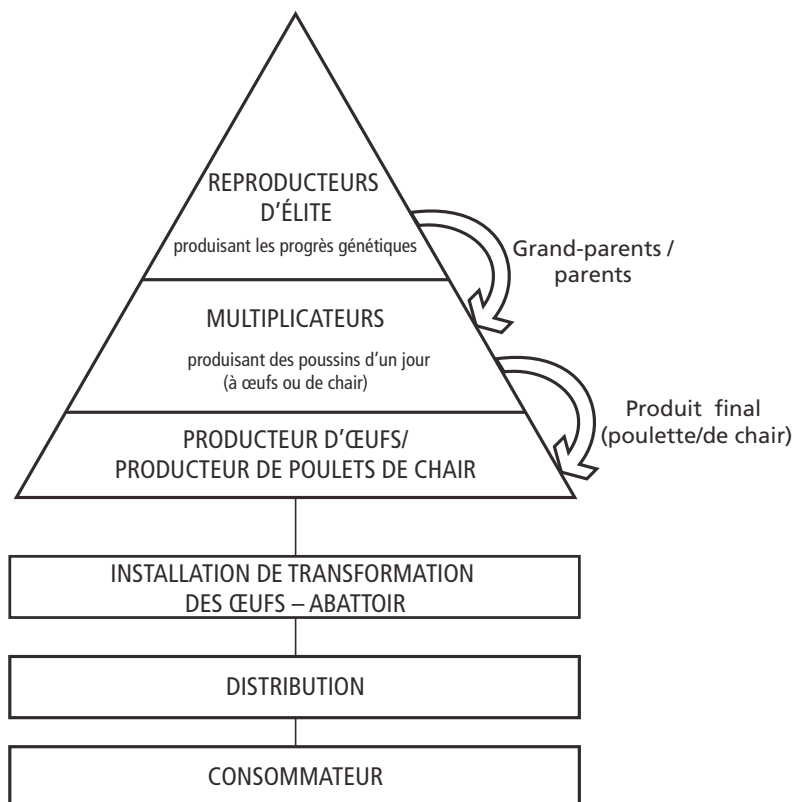 REPRODUCTEURS
D'ÉLITE
produisant les progrès génétiques
Grand-parents /
parents
MULTIPLICATEURS
produisant des poussins d'un jour
(à œufs ou de chair)
Produit final
(poulette/de chair)
PRODUCTEUR D'ŒUFS/
PRODUCTEUR DE POULETS DE CHAIR
INSTALLATION DE TRANSFORMATION
DES ŒUFS – ABATTOIR
DISTRIBUTION
CONSOMMATEUR